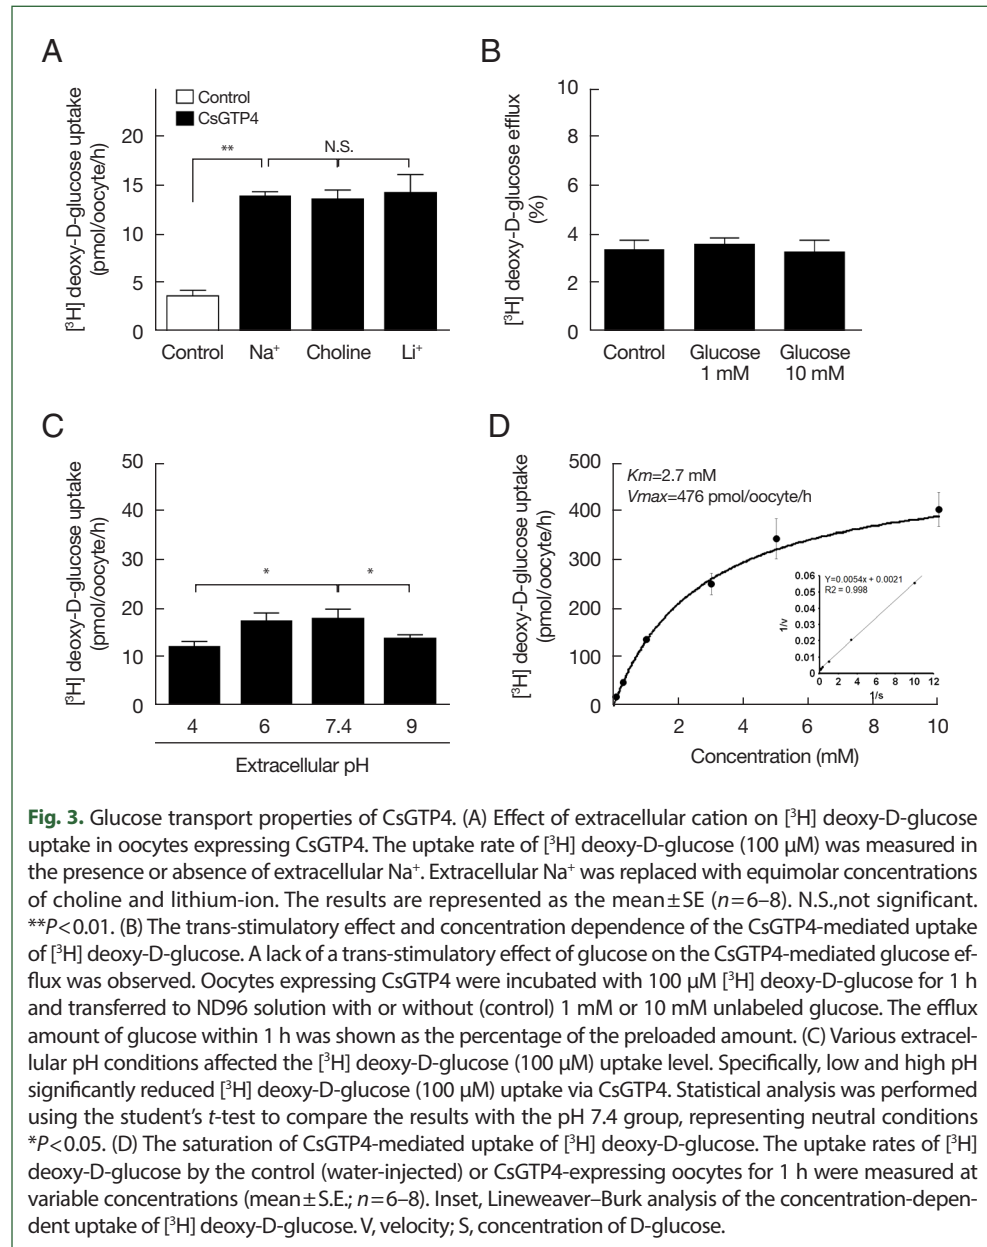 A
[³H] deoxy-D-glucose uptake
(pmol/oocyte/h)
Control
CsGTP4
20
15
10
5
0
**
N.S.
Control Na⁺ Choline Li⁺
B
[³H] deoxy-D-glucose efflux
(%)
10
8
6
4
2
0
Control Glucose Glucose
1 mM 10 mM
C
[³H] deoxy-D-glucose uptake
(pmol/oocyte/h)
50
40
30
20
10
0
* *
4 6 7.4 9
Extracellular pH
D
[³H] deoxy-D-glucose uptake
(pmol/oocyte/h)
500
400
300
200
100
0
Km=2.7 mM
Vmax=476 pmol/oocyte/h
Y=0.0054x + 0.0021
R2 = 0.998
1/v
0.06
0.05
0.04
0.03
0.02
0.01
0
0 2 4 6 8 10 12
1/s
2 4 6 8 10
Concentration (mM)
Fig. 3. Glucose transport properties of CsGTP4. (A) Effect of extracellular cation on [³H] deoxy-D-glucose
uptake in oocytes expressing CsGTP4. The uptake rate of [³H] deoxy-D-glucose (100 μM) was measured in
the presence or absence of extracellular Na⁺. Extracellular Na⁺ was replaced with equimolar concentrations
of choline and lithium-ion. The results are represented as the mean±SE (n=6–8). N.S.,not significant.
**P<0.01. (B) The trans-stimulatory effect and concentration dependence of the CsGTP4-mediated uptake
of [³H] deoxy-D-glucose. A lack of a trans-stimulatory effect of glucose on the CsGTP4-mediated glucose ef-
flux was observed. Oocytes expressing CsGTP4 were incubated with 100 μM [³H] deoxy-D-glucose for 1 h
and transferred to ND96 solution with or without (control) 1 mM or 10 mM unlabeled glucose. The efflux
amount of glucose within 1 h was shown as the percentage of the preloaded amount. (C) Various extracel-
lular pH conditions affected the [³H] deoxy-D-glucose (100 μM) uptake level. Specifically, low and high pH
significantly reduced [³H] deoxy-D-glucose (100 μM) uptake via CsGTP4. Statistical analysis was performed
using the student's t-test to compare the results with the pH 7.4 group, representing neutral conditions
*P<0.05. (D) The saturation of CsGTP4-mediated uptake of [³H] deoxy-D-glucose. The uptake rates of [³H]
deoxy-D-glucose by the control (water-injected) or CsGTP4-expressing oocytes for 1 h were measured at
variable concentrations (mean±S.E.; n=6–8). Inset, Lineweaver–Burk analysis of the concentration-depen-
dent uptake of [³H] deoxy-D-glucose. V, velocity; S, concentration of D-glucose.